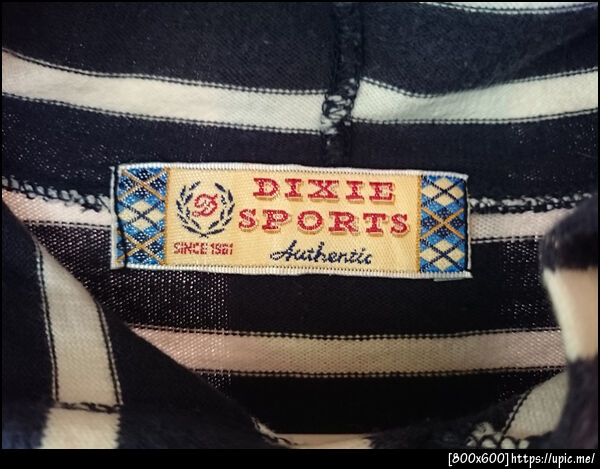 DIXIE
SPORTS
D
SINCE 1981
Authentic
[800x600]https://upic.me/